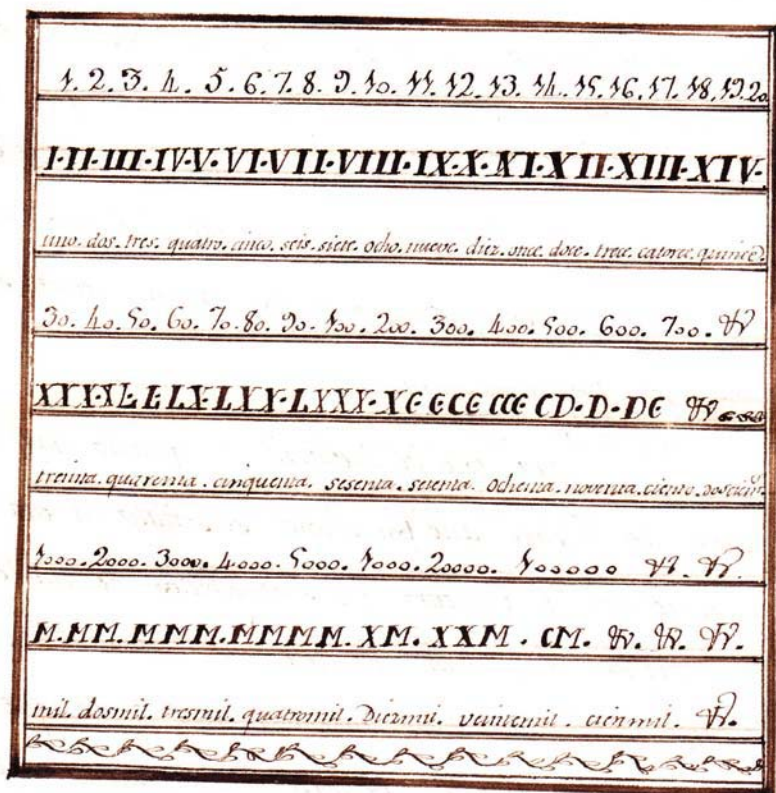 1. 2. 3. 4. 5. 6. 7. 8. 9. 10. 11. 12. 13. 14. 15. 16. 17. 18. 19. 20.
I·II·III·IV·V·VI·VII·VIII·IX·X·XI·XII·XIII·XIV·
uno. dos. tres. quatro. cinco. seis. siete. ocho. nueve. diez. once. doce. trece. catorce. quince.
30. 40. 50. 60. 70. 80. 90. 100. 200. 300. 400. 500. 600. 700. &
XXX·XL·L·LX·LXX·LXXX·XC C CC CCC CD·D·DC &
treinta. quarenta. cinquenta. sesenta. setenta. ochenta. noventa. ciento.
1000. 2000. 3000. 4000. 5000. 1000. 20000. 100000 &. &.
M. MM. MMM. MMMM. XM. XXM. CM. &. &. &.
mil. dosmil. tresmil. quatromil. Diezmil. veintemil. cienmil. &.